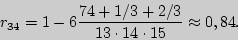 r₃₄ = 1 − 6 (74 + 1/3 + 2/3)/(13 · 14 · 15) ≈ 0,84.